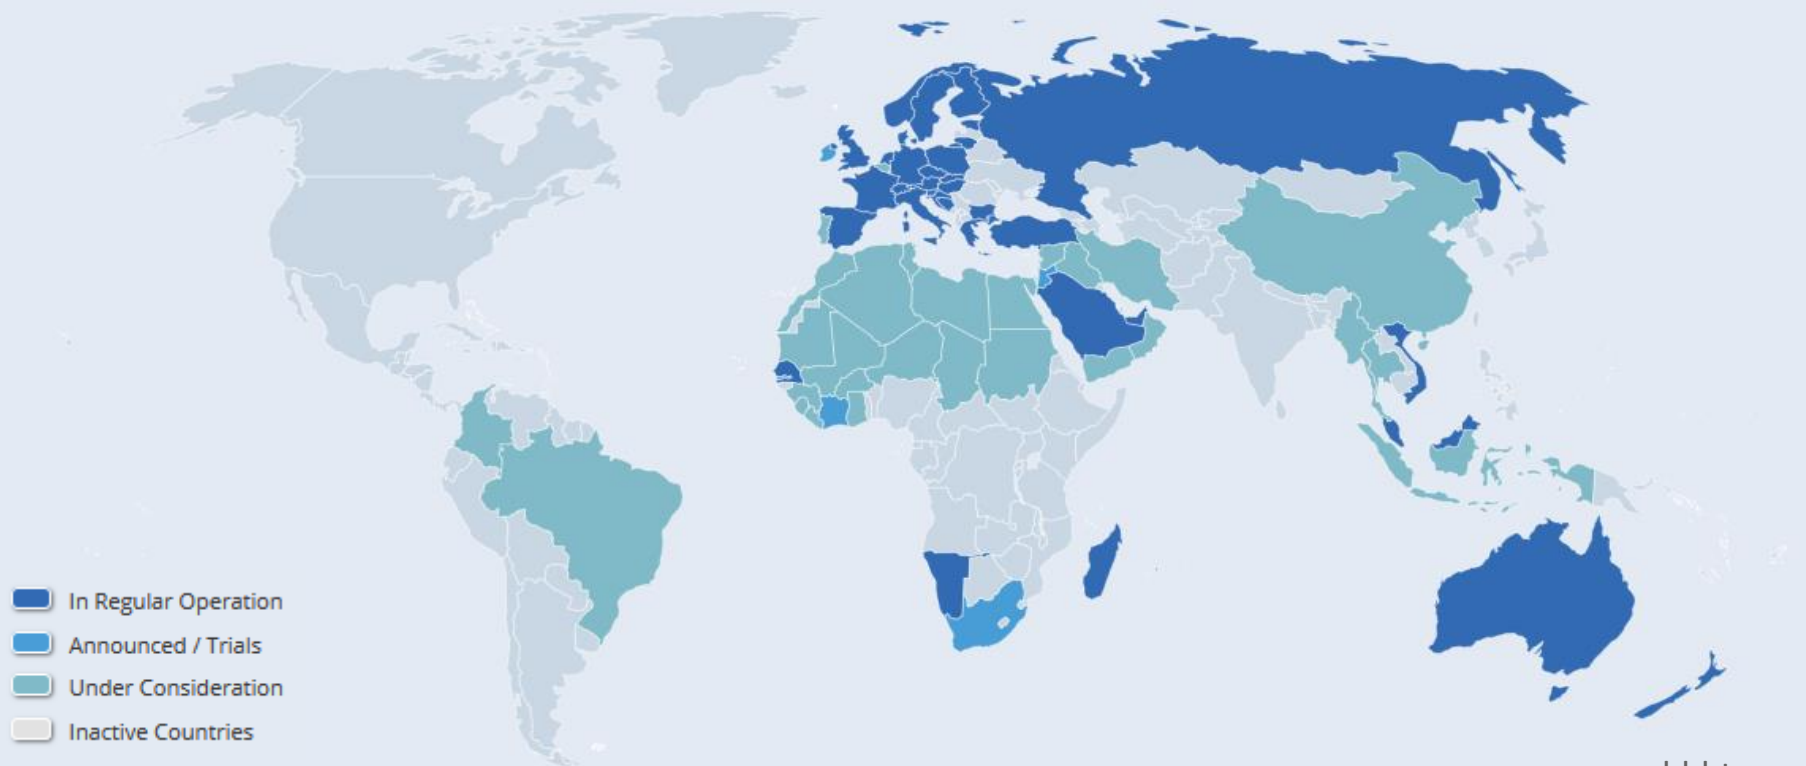 In Regular Operation
Announced / Trials
Under Consideration
Inactive Countries